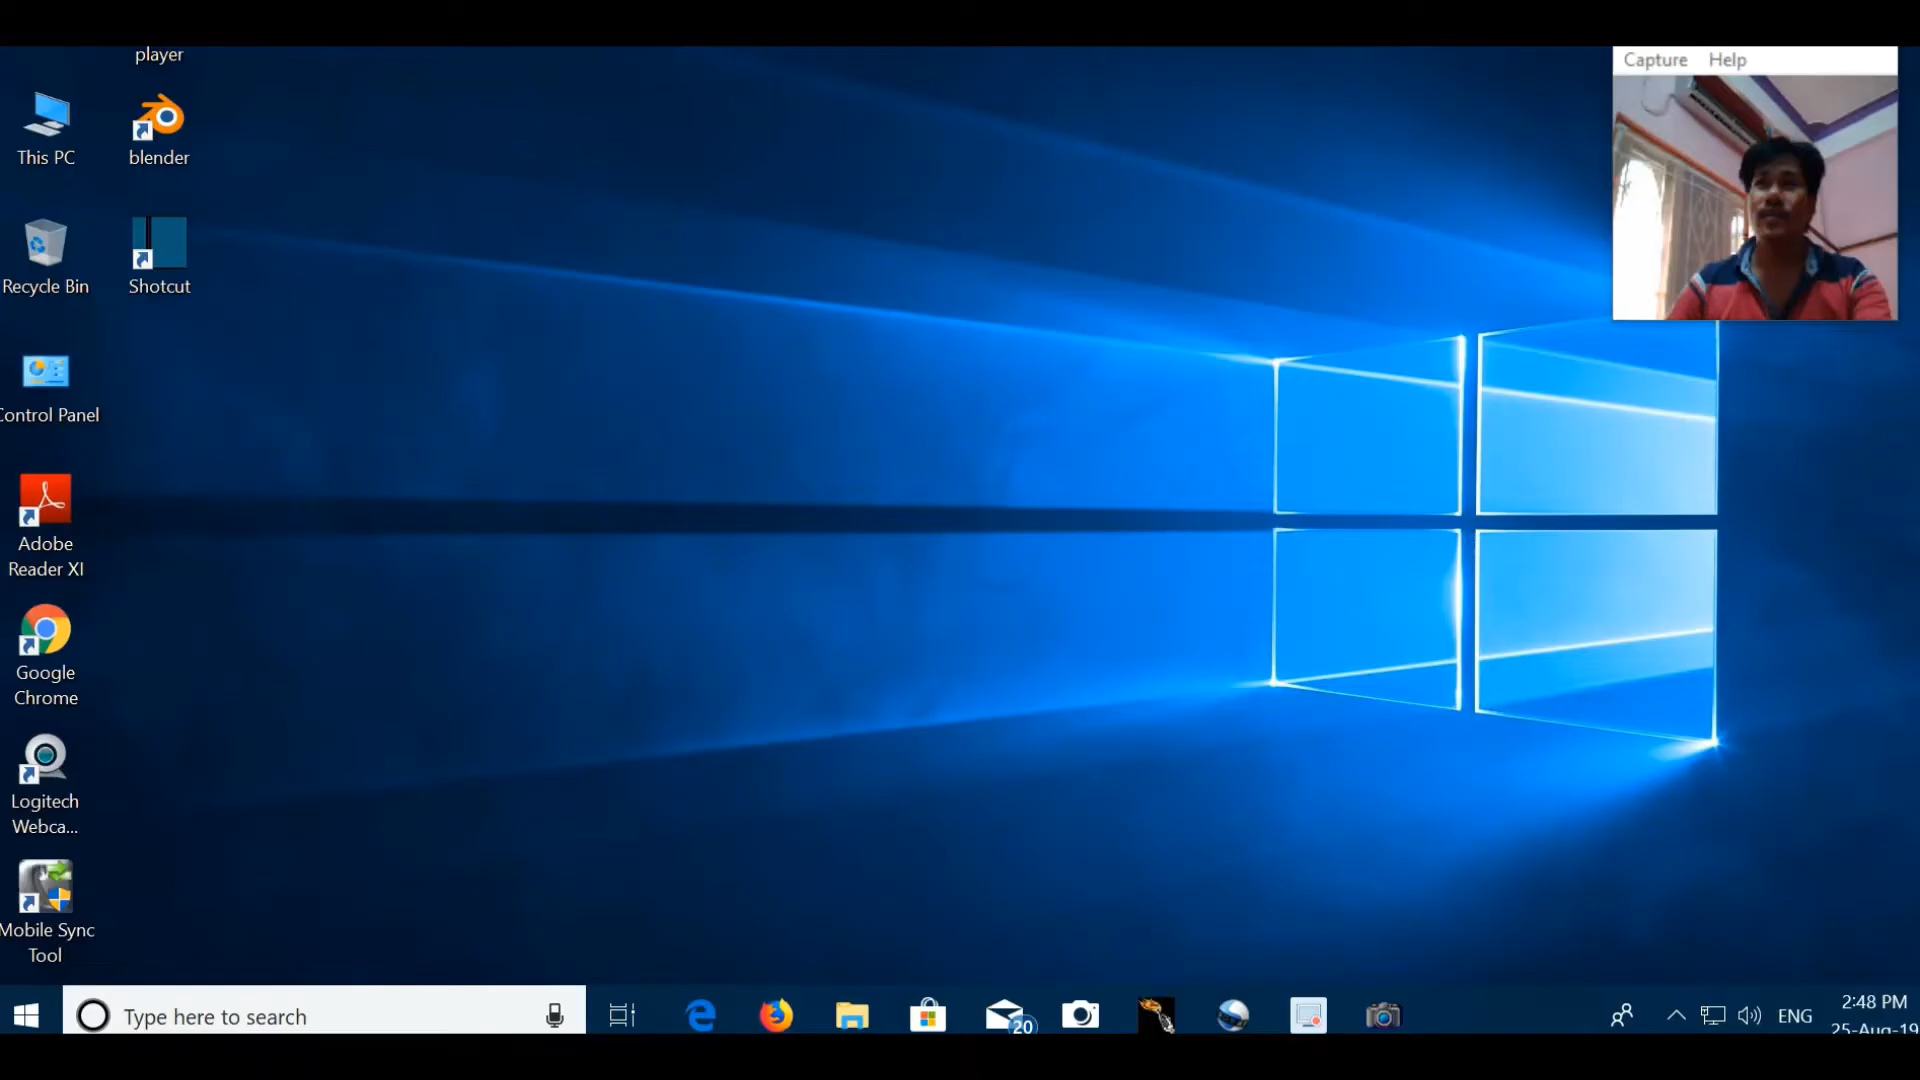 player
Capture Help
This PC
blender
Recycle Bin
Shotcut
Control Panel
Adobe
Reader XI
Google
Chrome
Logitech
Webca...
Mobile Sync
Tool
Type here to search
20
ENG
2:48 PM
25-Aug-19